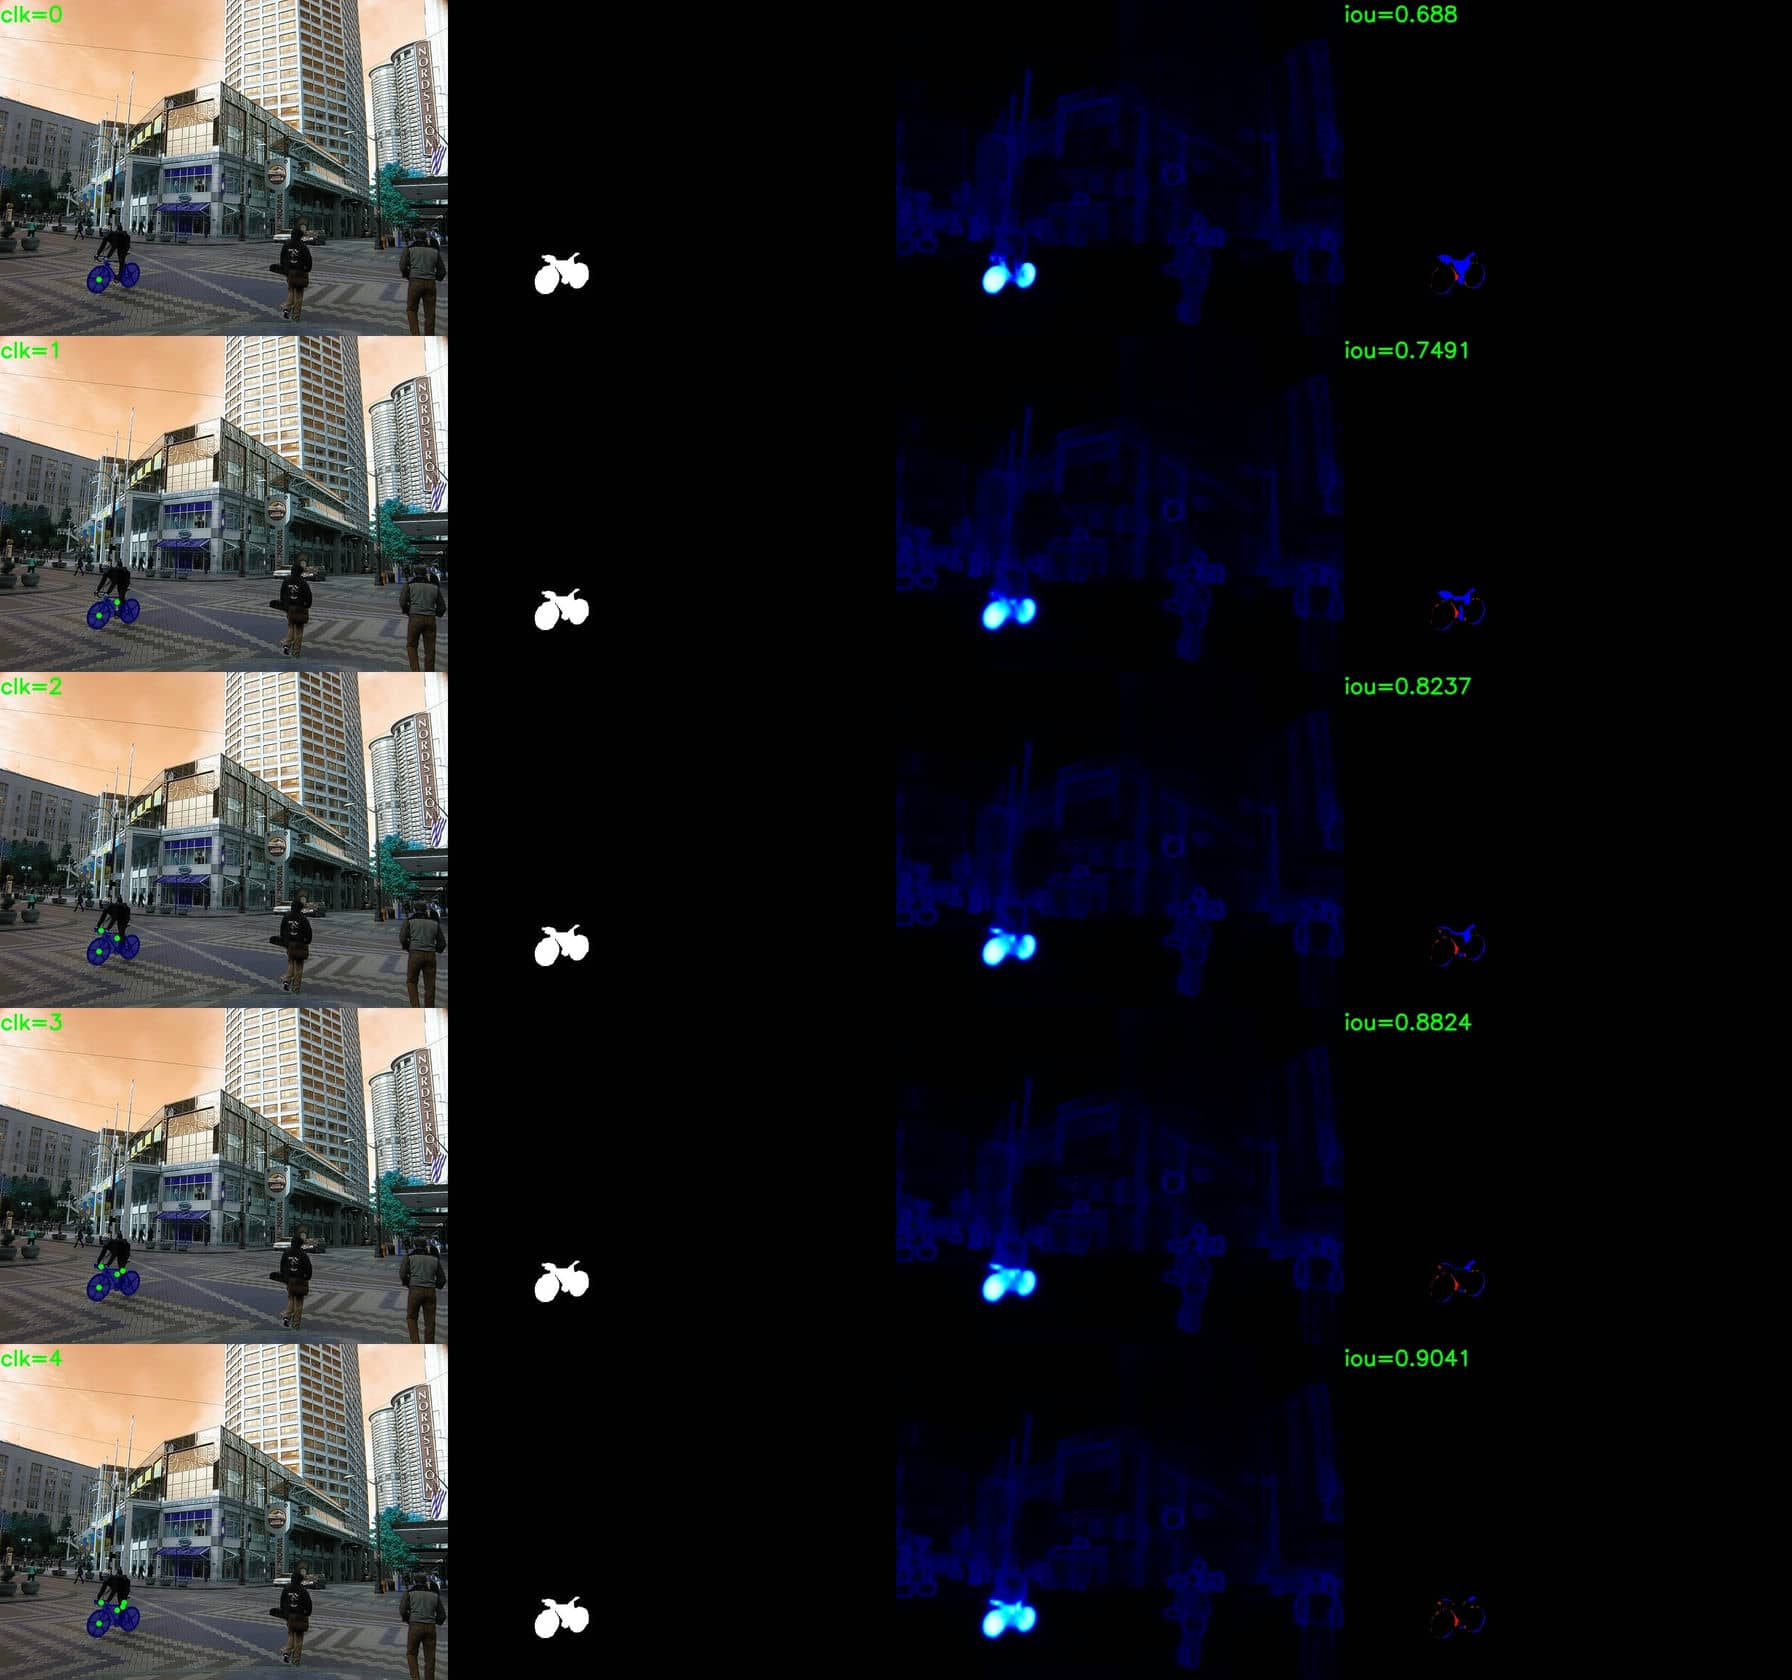 clk=0
iou=0.688
NORDSTROM
clk=1
iou=0.7491
NORDSTROM
clk=2
iou=0.8237
NORDSTROM
clk=3
iou=0.8824
NORDSTROM
clk=4
iou=0.9041
NORDSTROM